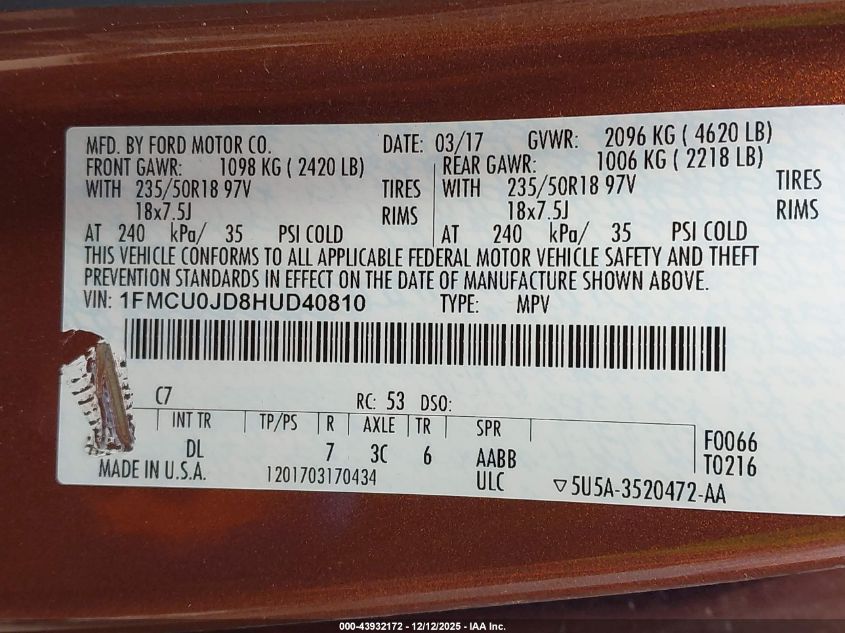 MFD. BY FORD MOTOR CO. DATE: 03/17 GVWR: 2096 KG ( 4620 LB)
FRONT GAWR: 1098 KG ( 2420 LB) REAR GAWR: 1006 KG ( 2218 LB)
WITH 235/50R18 97V TIRES WITH 235/50R18 97V TIRES
18x7.5J RIMS 18x7.5J RIMS
AT 240 kPa/ 35 PSI COLD AT 240 kPa/ 35 PSI COLD
THIS VEHICLE CONFORMS TO ALL APPLICABLE FEDERAL MOTOR VEHICLE SAFETY AND THEFT
PREVENTION STANDARDS IN EFFECT ON THE DATE OF MANUFACTURE SHOWN ABOVE.
VIN: 1FMCU0JD8HUD40810 TYPE: MPV
C7 RC: 53 DSO:
INT TR TP/PS R AXLE TR SPR F0066
DL 7 3C 6 AABB T0216
MADE IN U.S.A. 1201703170434 ULC ▽5U5A-3520472-AA
000-43932172 - 12/12/2025 - IAA Inc.